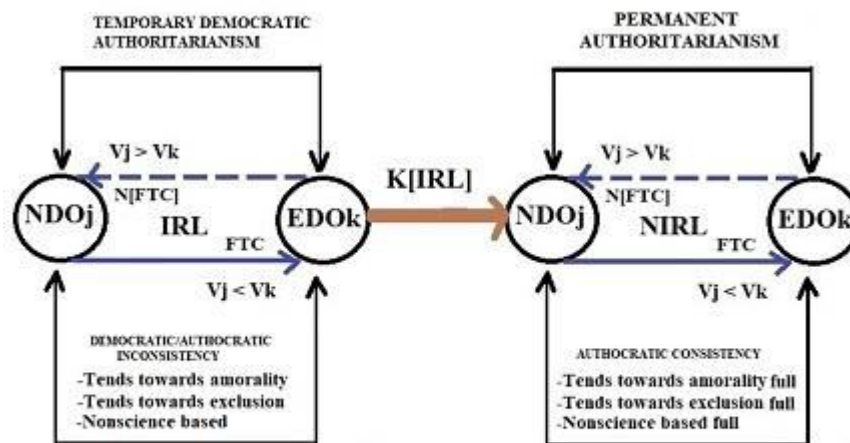 TEMPORARY DEMOCRATIC
AUTHORITARIANISM
Vj > Vk
N[FTC]
NDOj
IRL
EDOk
FTC
Vj < Vk
DEMOCRATIC/AUTHOCRATIC
INCONSISTENCY
-Tends towards amorality
-Tends towards exclusion
-Nonscience based
K[IRL]
PERMANENT
AUTHORITARIANISM
Vj > Vk
N[FTC]
NDOj
NIRL
EDOk
FTC
Vj < Vk
AUTHOCRATIC CONSISTENCY
-Tends towards amorality full
-Tends towards exclusion full
-Nonscience based full